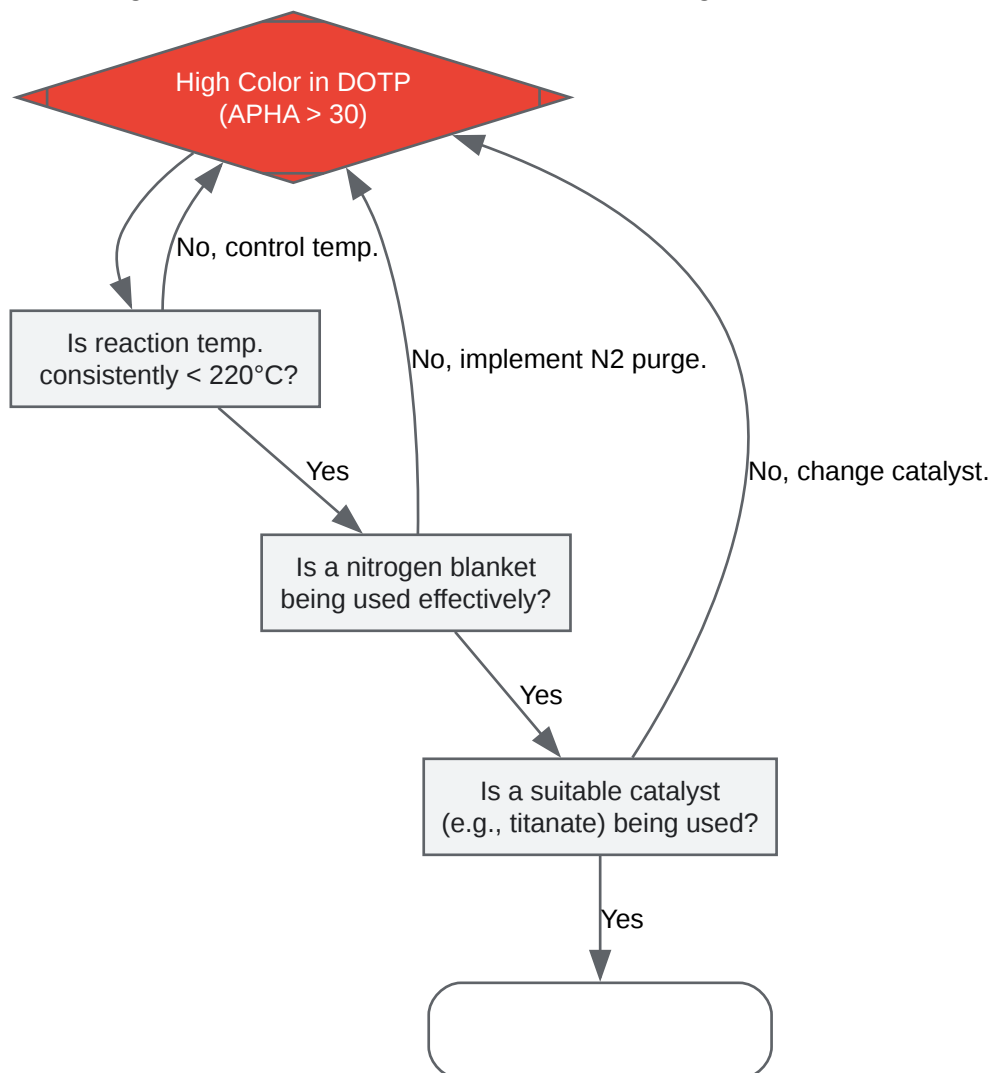 High Color in DOTP
(APHA > 30)
No, control temp.
Is reaction temp.
consistently < 220°C?
No, implement N2 purge.
Yes
No, change catalyst.
Is a nitrogen blanket
being used effectively?
Yes
Is a suitable catalyst
(e.g., titanate) being used?
Yes